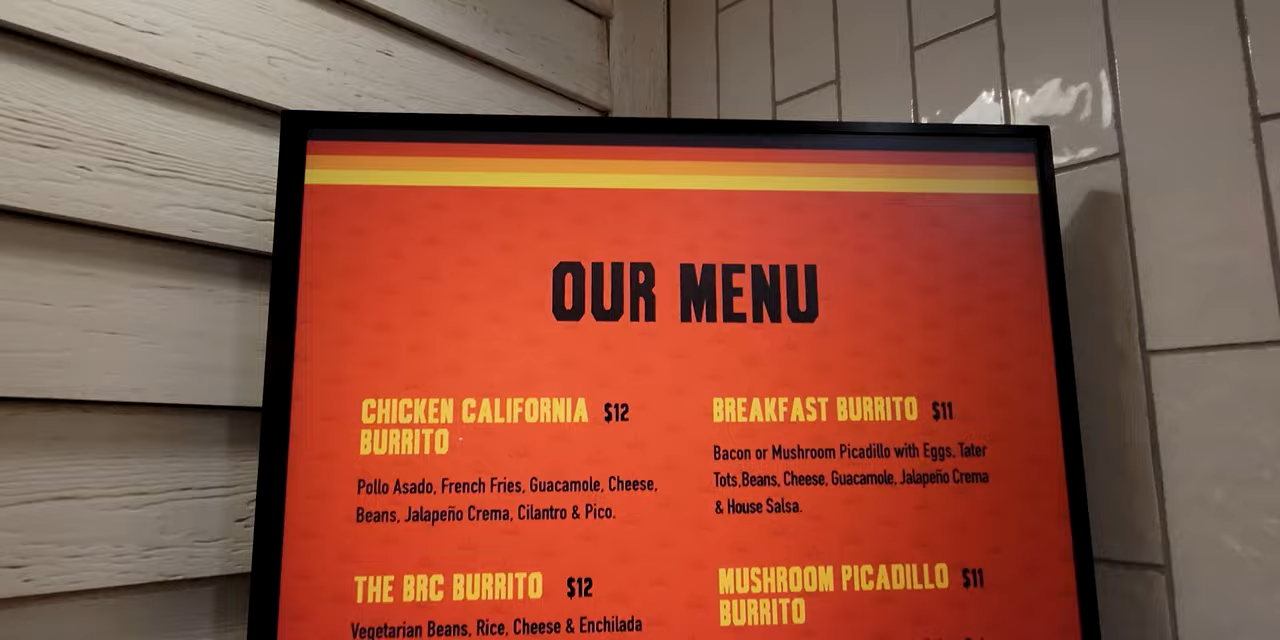 OUR MENU
CHICKEN CALIFORNIA $12
BURRITO
Pollo Asado, French Fries, Guacamole, Cheese,
Beans, Jalapeño Crema, Cilantro & Pico.
THE BRC BURRITO $12
Vegetarian Beans, Rice, Cheese & Enchilada
BREAKFAST BURRITO $11
Bacon or Mushroom Picadillo with Eggs, Tater
Tots,Beans, Cheese, Guacamole, Jalapeño Crema
& House Salsa.
MUSHROOM PICADILLO $11
BURRITO